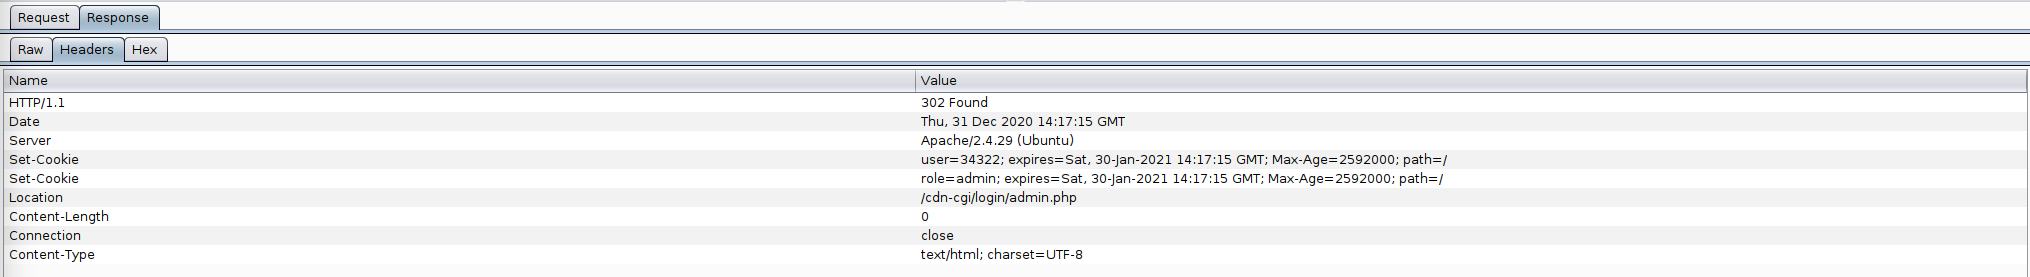 Request Response
Raw Headers Hex
Name Value
HTTP/1.1 302 Found
Date Thu, 31 Dec 2020 14:17:15 GMT
Server Apache/2.4.29 (Ubuntu)
Set-Cookie user=34322; expires=Sat, 30-Jan-2021 14:17:15 GMT; Max-Age=2592000; path=/
Set-Cookie role=admin; expires=Sat, 30-Jan-2021 14:17:15 GMT; Max-Age=2592000; path=/
Location /cdn-cgi/login/admin.php
Content-Length 0
Connection close
Content-Type text/html; charset=UTF-8